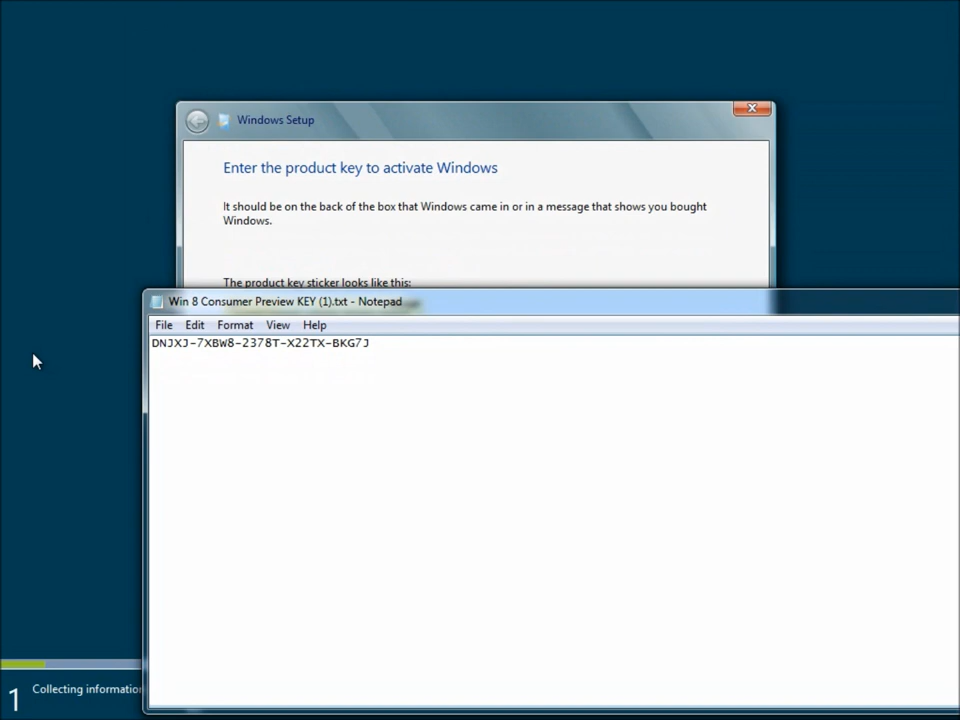 Windows Setup
Enter the product key to activate Windows
It should be on the back of the box that Windows came in or in a message that shows you bought
Windows.
The product key sticker looks like this:
Win 8 Consumer Preview KEY (1).txt - Notepad
File Edit Format View Help
DNJXJ-7XBW8-2378T-X22TX-BKG7J
1 Collecting information